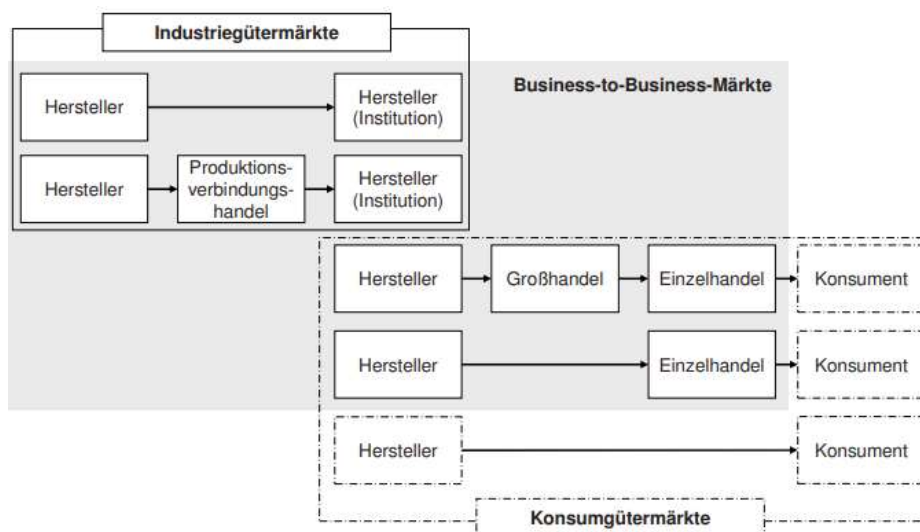 Industriegütermärkte
Business-to-Business-Märkte
Hersteller
Hersteller
(Institution)
Hersteller
Produktions-
verbindungs-
handel
Hersteller
(Institution)
Hersteller
Großhandel
Einzelhandel
Konsument
Hersteller
Einzelhandel
Konsument
Hersteller
Konsument
Konsumgütermärkte